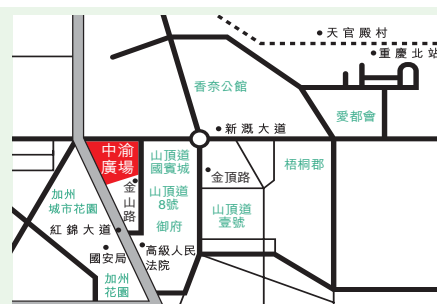 天官殿村
重慶北站
香奈公館
愛都會
新溉大道
中渝
廣場
山頂道
國賓城
梧桐郡
金頂路
金山路
加州
城市花園
山頂道
8號
山頂道
壹號
御府
紅錦大道
國安局
高級人民
法院
加州
花園